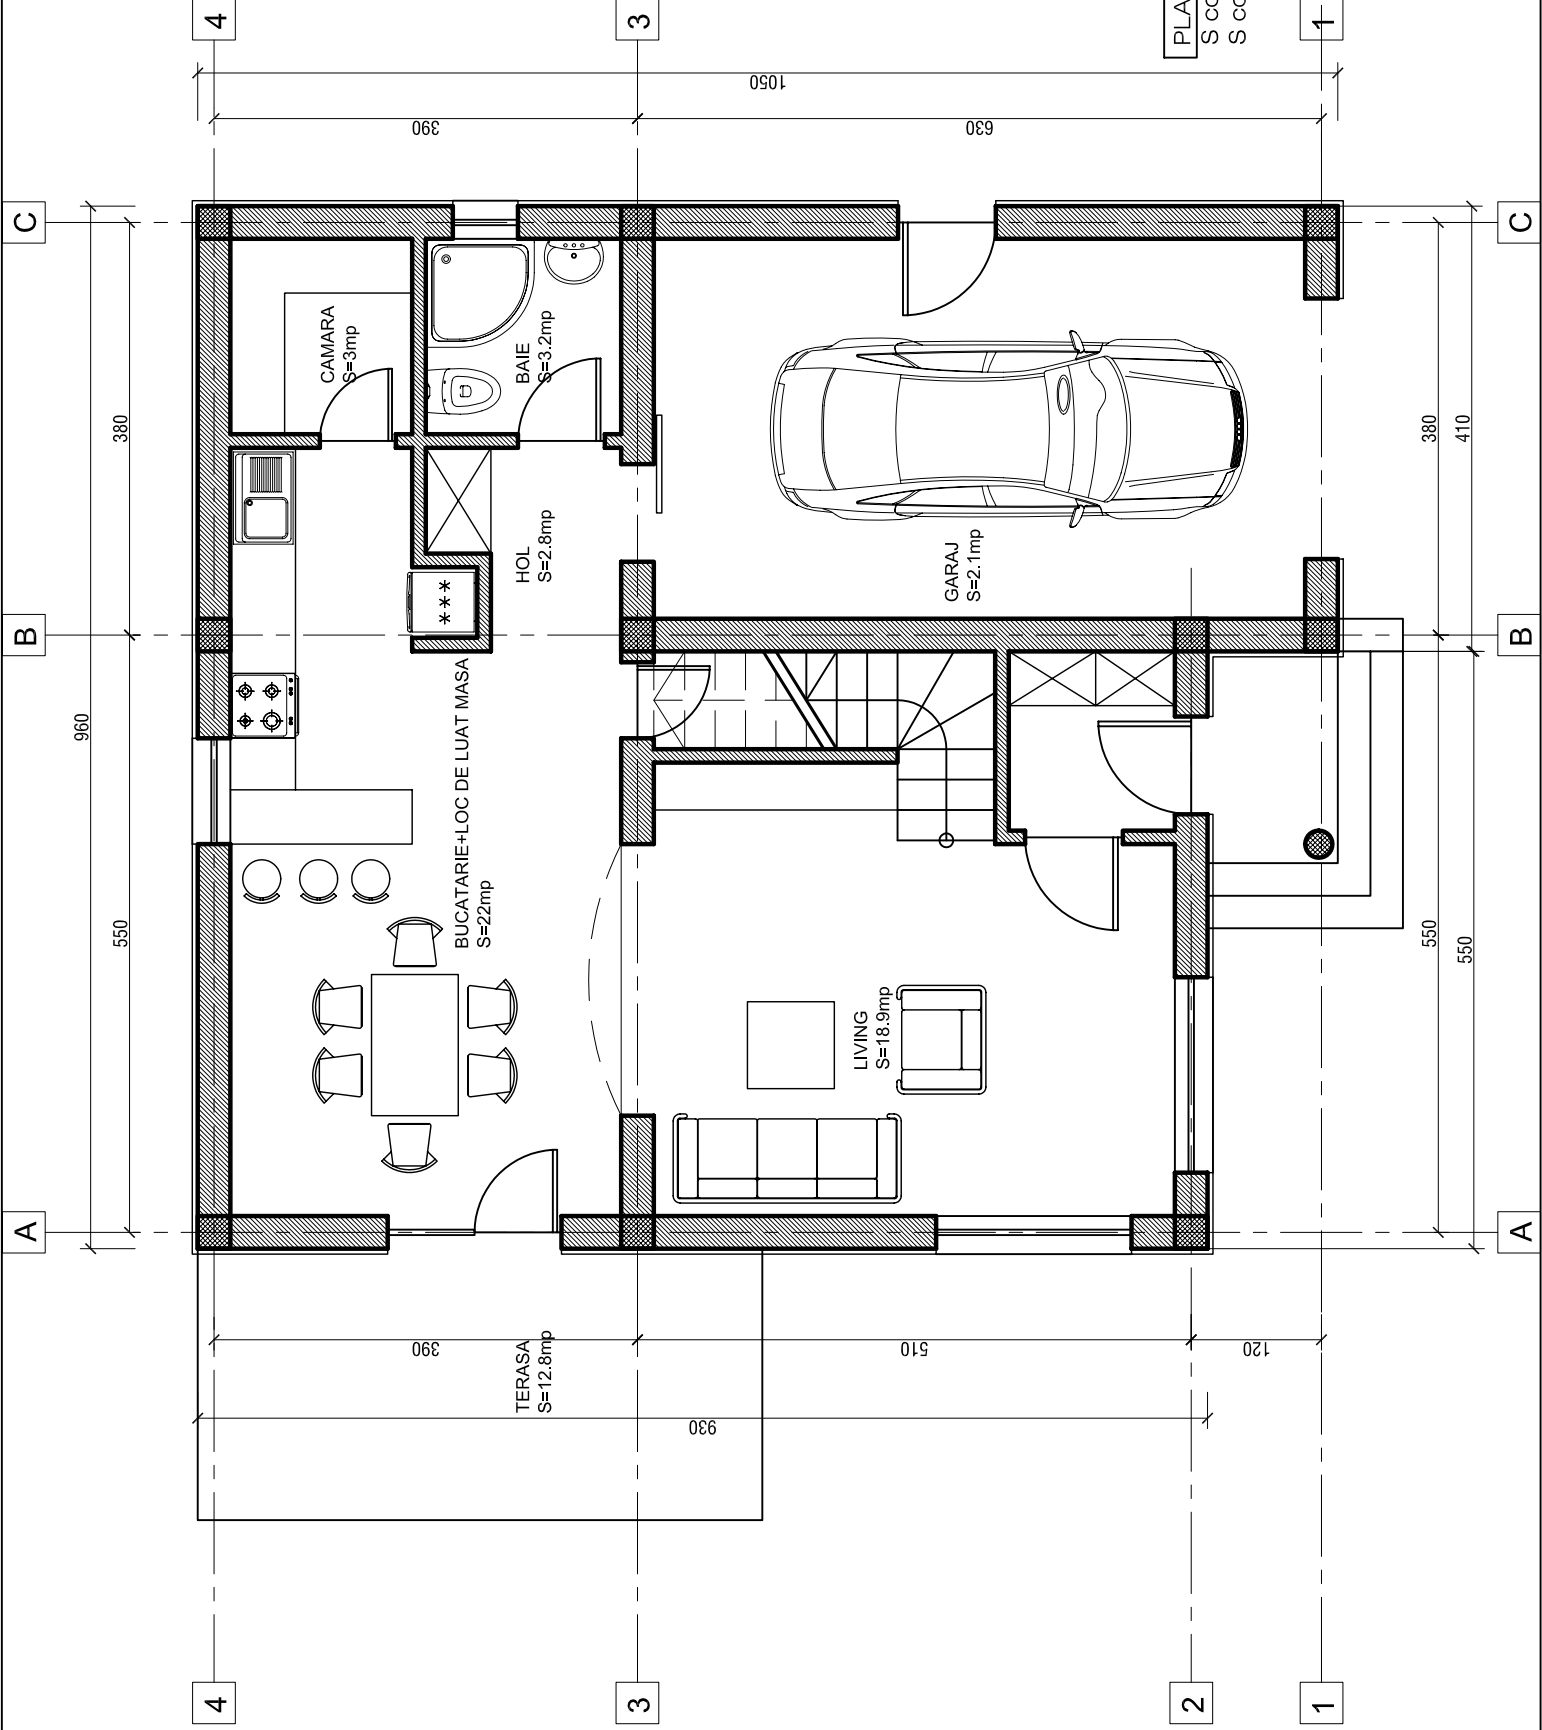 4
3
1
PLA
S co
S co
1050
390
630
C
C
CAMARA
S=3mp
BAIE
S=3.2mp
380
380
410
HOL
S=2.8mp
GARAJ
S=2.1mp
***
B
B
960
BUCATARIE+LOC DE LUAT MASA
S=22mp
550
550
550
LIVING
S=18.9mp
A
A
390
510
120
TERASA
S=12.8mp
930
4
3
2
1